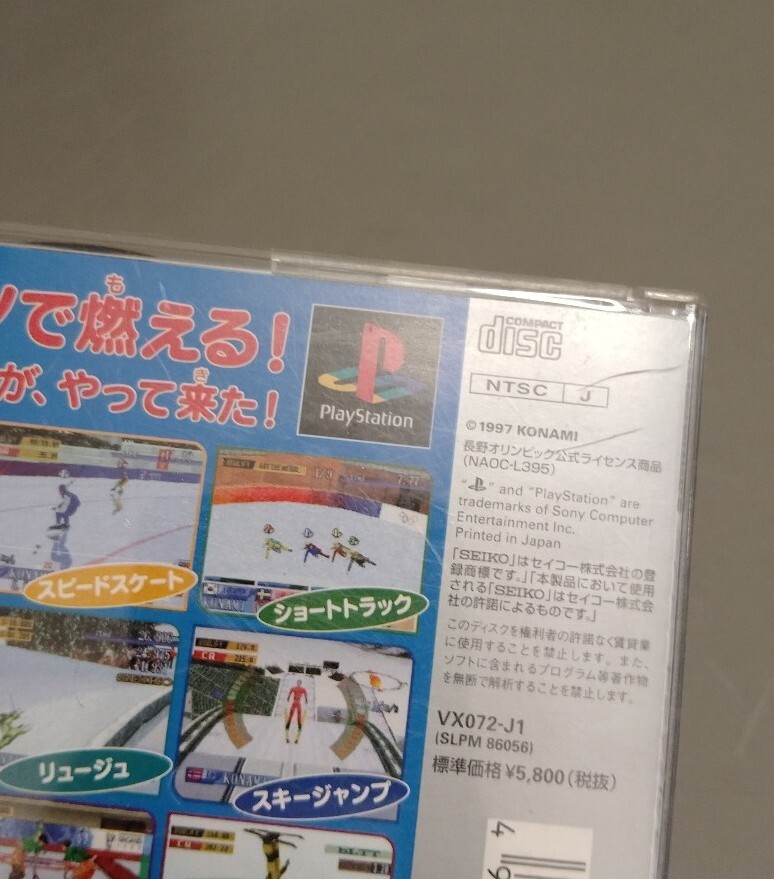 ンで燃える!
も
が、やって来た!
き
PlayStation
COMPACT
disc
NTSC J
©1997 KONAMI
長野オリンピック公式ライセンス商品
(NAOC-L395)
" " and "PlayStation" are
trademarks of Sony Computer
Entertainment Inc.
Printed in Japan
「SEIKO」はセイコー株式会社の登
録商標です。」「本製品において使用
される「SEIKO」はセイコー株式会
社の許諾によるものです。」
このディスクを権利者の許諾なく賃貸業
に使用することを禁止します。また、
ソフトに含まれるプログラム等著作物
を無断で解析することを禁止します。
VX072-J1
(SLPM 86056)
標準価格 ¥5,800(税抜)
スピードスケート
KONAMI
ショートトラック
リュージュ
KONAMI
スキージャンプ
4
9